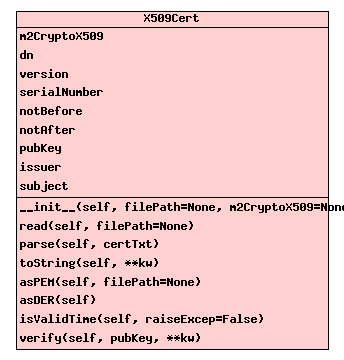 X509Cert
m2CryptoX509
dn
version
serialNumber
notBefore
notAfter
pubKey
issuer
subject
__init__(self, filePath=None, m2CryptoX509=None
read(self, filePath=None)
parse(self, certTxt)
toString(self, **kw)
asPEM(self, filePath=None)
asDER(self)
isValidTime(self, raiseExcep=False)
verify(self, pubKey, **kw)